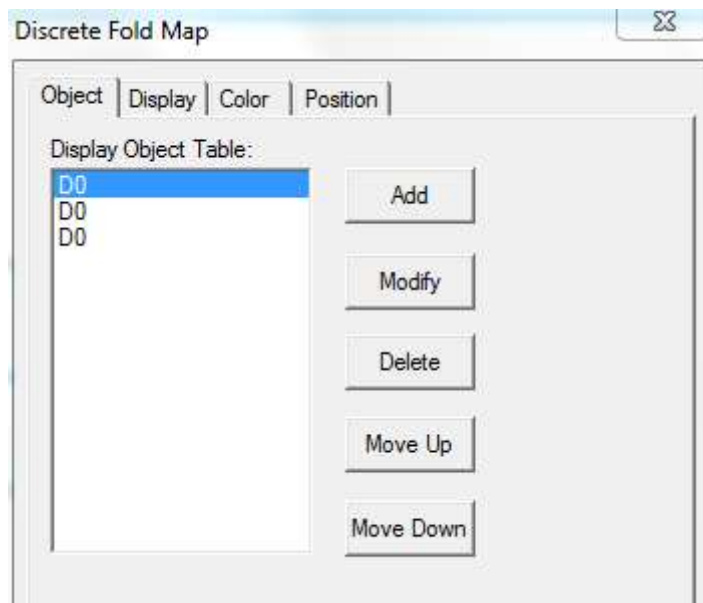 Discrete Fold Map
Object Display Color Position
Display Object Table:
D0
D0
D0
Add
Modify
Delete
Move Up
Move Down